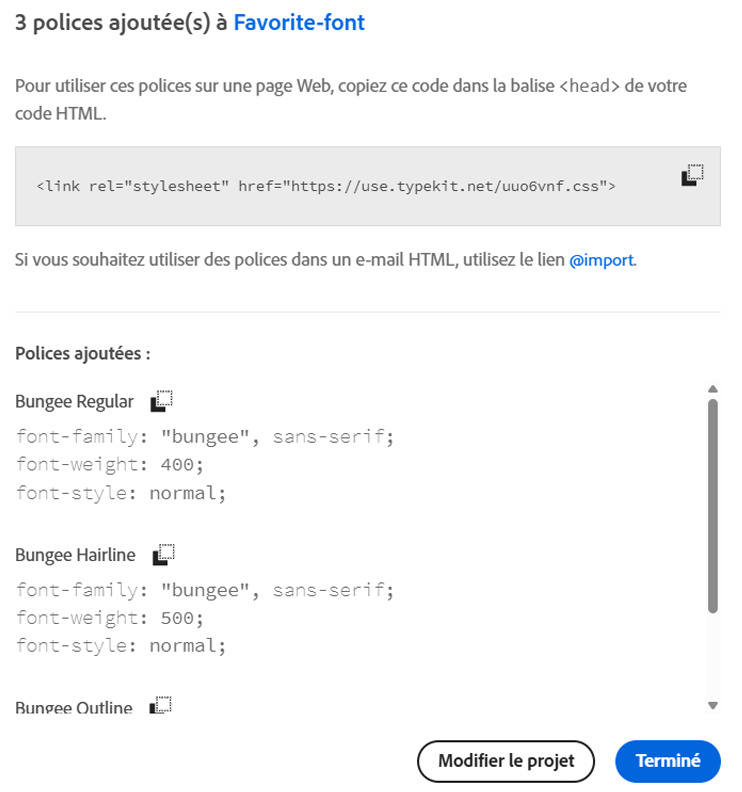 3 polices ajoutée(s) à Favorite-font
Pour utiliser ces polices sur une page Web, copiez ce code dans la balise <head> de votre
code HTML.
<link rel="stylesheet" href="https://use.typekit.net/uuo6vnf.css">
Si vous souhaitez utiliser des polices dans un e-mail HTML, utilisez le lien @import.
Polices ajoutées :
Bungee Regular
font-family: "bungee", sans-serif;
font-weight: 400;
font-style: normal;
Bungee Hairline
font-family: "bungee", sans-serif;
font-weight: 500;
font-style: normal;
Bungee Outline
Modifier le projet
Terminé